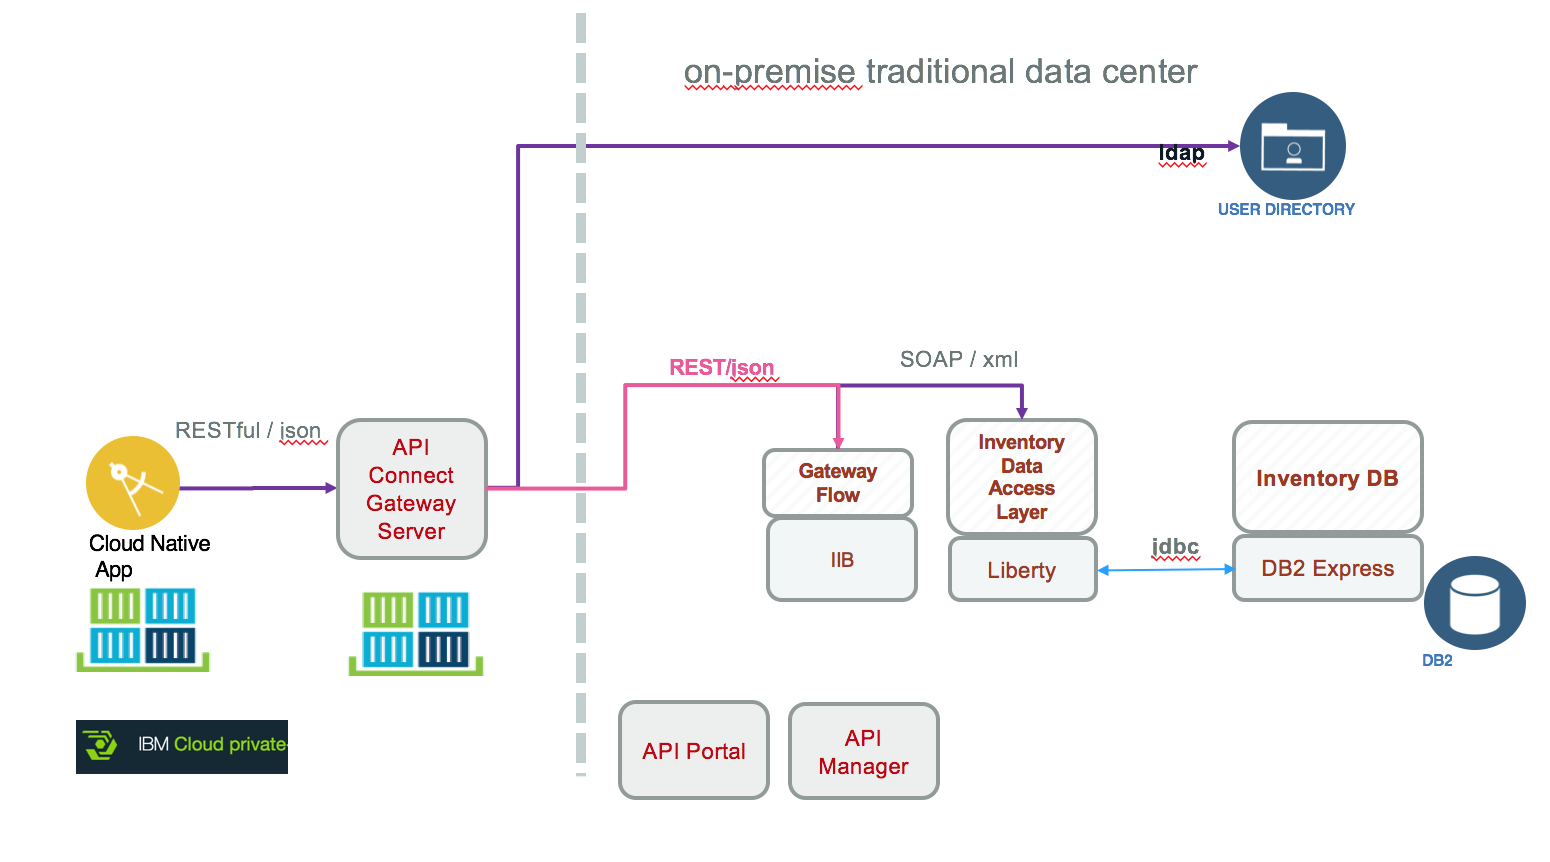 on-premise traditional data center
ldap
USER DIRECTORY
REST/json
SOAP / xml
RESTful / json
API
Connect
Gateway
Server
Cloud Native
App
Gateway
Flow
IIB
Inventory
Data
Access
Layer
Liberty
jdbc
Inventory DB
DB2 Express
DB2
IBM Cloud private
API Portal
API
Manager